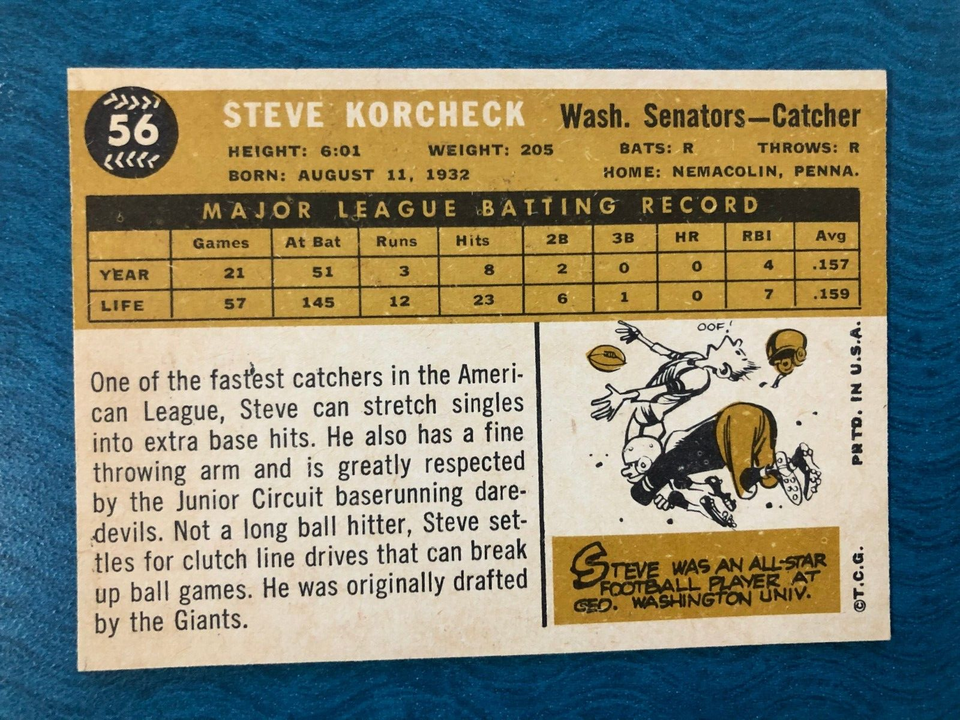 56
STEVE KORCHECK Wash. Senators—Catcher
HEIGHT: 6:01 WEIGHT: 205 BATS: R THROWS: R
BORN: AUGUST 11, 1932 HOME: NEMACOLIN, PENNA.
MAJOR LEAGUE BATTING RECORD
Games At Bat Runs Hits 2B 3B HR RBI Avg
YEAR 21 51 3 8 2 0 0 4 .157
LIFE 57 145 12 23 6 1 0 7 .159
One of the fastest catchers in the Ameri-
can League, Steve can stretch singles
into extra base hits. He also has a fine
throwing arm and is greatly respected
by the Junior Circuit baserunning dare-
devils. Not a long ball hitter, Steve set-
tles for clutch line drives that can break
up ball games. He was originally drafted
by the Giants.
OOF!
STEVE WAS AN ALL-STAR
FOOTBALL PLAYER AT
GEO. WASHINGTON UNIV.
©T.C.G. PRTD. IN U.S.A.